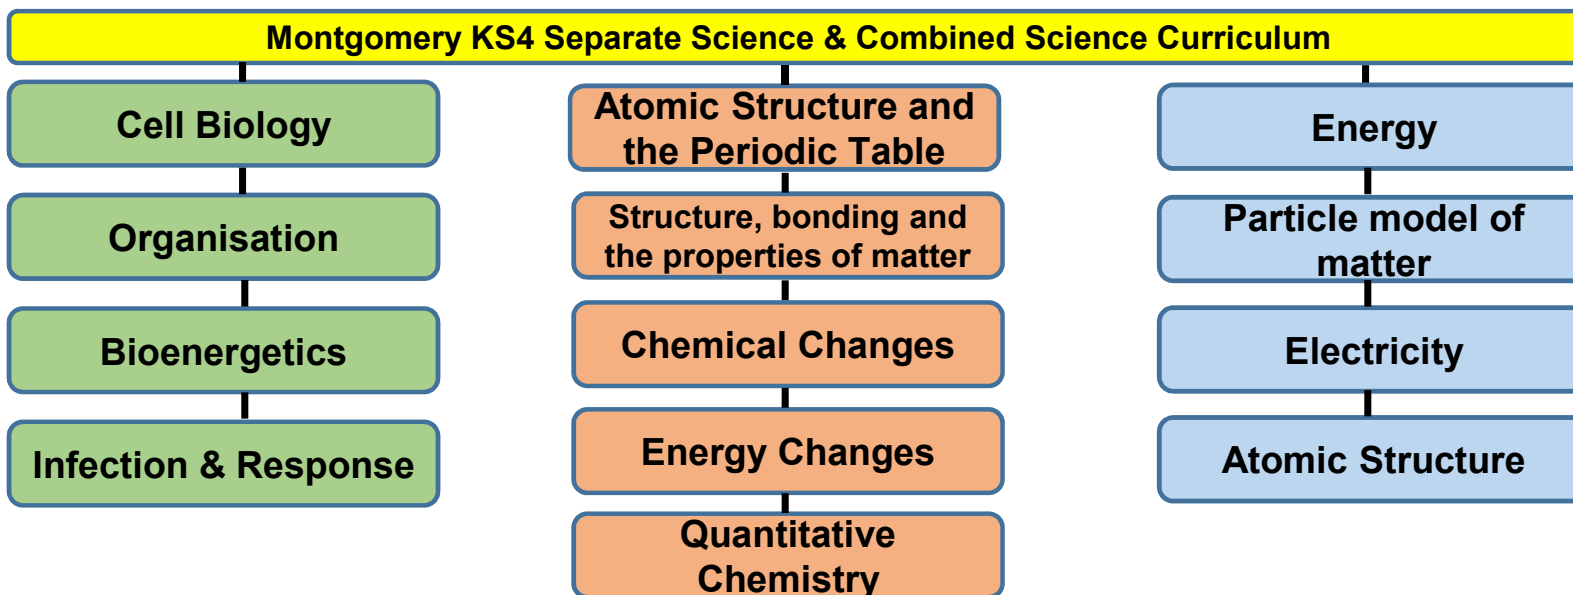 Montgomery KS4 Separate Science & Combined Science Curriculum
Cell Biology
Organisation
Bioenergetics
Infection & Response
Atomic Structure and
the Periodic Table
Structure, bonding and
the properties of matter
Chemical Changes
Energy Changes
Quantitative
Chemistry
Energy
Particle model of
matter
Electricity
Atomic Structure